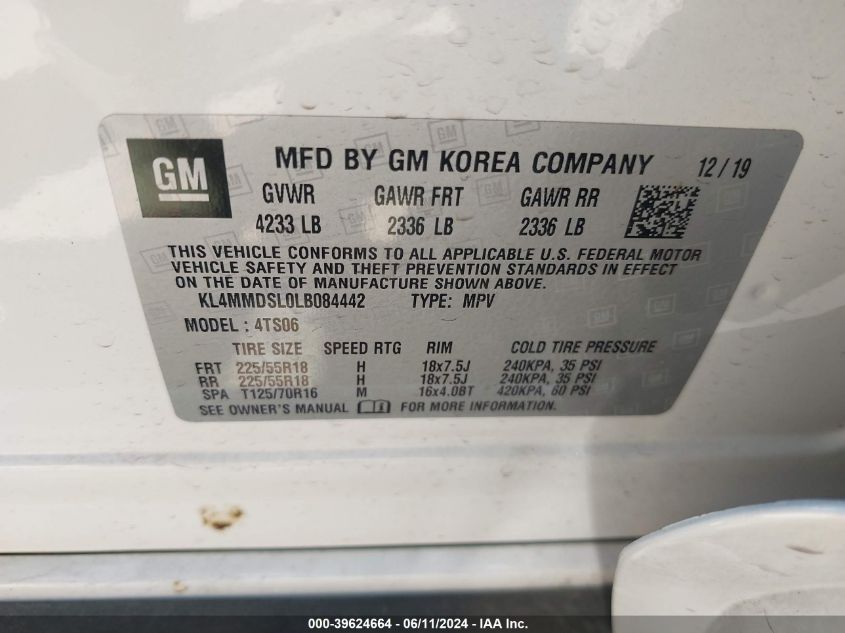 GM
MFD BY GM KOREA COMPANY 12/19
GVWR GAWR FRT GAWR RR
4233 LB 2336 LB 2336 LB
THIS VEHICLE CONFORMS TO ALL APPLICABLE U.S. FEDERAL MOTOR
VEHICLE SAFETY AND THEFT PREVENTION STANDARDS IN EFFECT
ON THE DATE OF MANUFACTURE SHOWN ABOVE.
KL4MMDSL0LB084442 TYPE: MPV
MODEL : 4TS06
TIRE SIZE SPEED RTG RIM COLD TIRE PRESSURE
FRT 225/55R18 H 18x7.5J 240KPA, 35 PSI
RR 225/55R18 H 18x7.5J 240KPA, 35 PSI
SPA T125/70R16 M 16x4.0BT 420KPA, 60 PSI
SEE OWNER'S MANUAL FOR MORE INFORMATION.
000-39624664 - 06/11/2024 - IAA Inc.